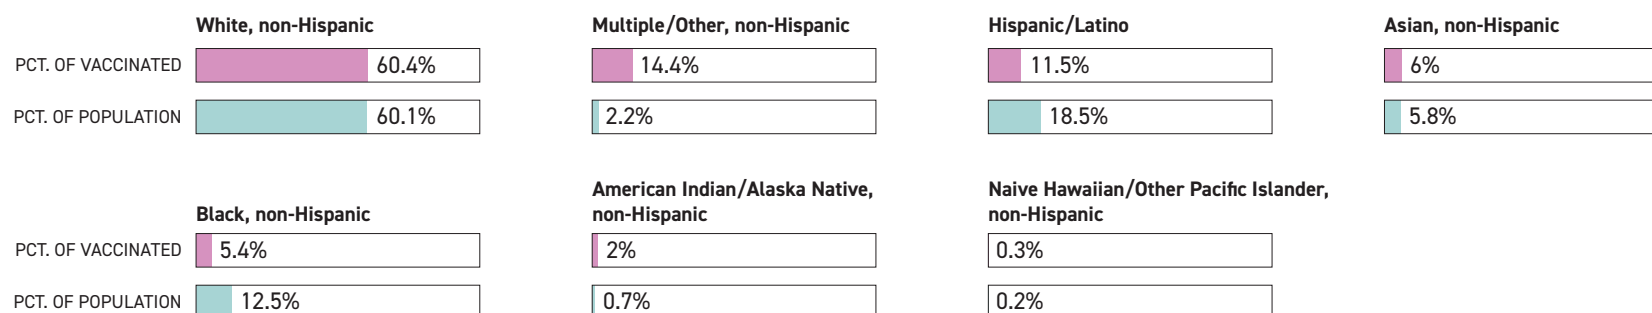 White, non-Hispanic
Multiple/Other, non-Hispanic
Hispanic/Latino
Asian, non-Hispanic
PCT. OF VACCINATED
60.4%
14.4%
11.5%
6%
PCT. OF POPULATION
60.1%
2.2%
18.5%
5.8%
Black, non-Hispanic
American Indian/Alaska Native,
non-Hispanic
Naive Hawaiian/Other Pacific Islander,
non-Hispanic
PCT. OF VACCINATED
5.4%
2%
0.3%
PCT. OF POPULATION
12.5%
0.7%
0.2%